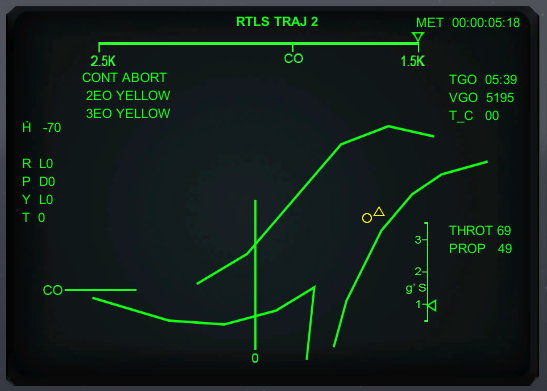 RTLS TRAJ 2
MET 00:00:05:18
2.5K
CO
1.5K
CONT ABORT
2EO YELLOW
3EO YELLOW
TGO 05:39
VGO 5195
T_C 00
Ḣ -70
R L0
P D0
Y L0
T 0
THROT 69
PROP 49
3
2
g'S
1
CO
0